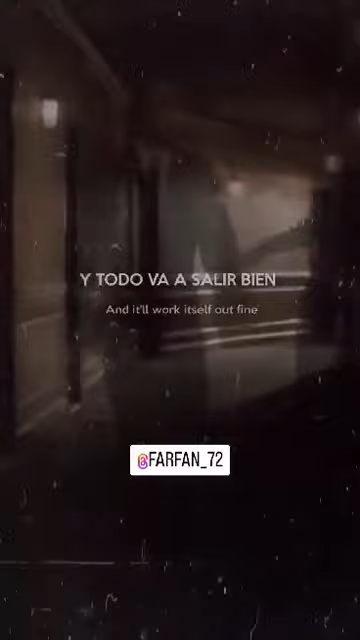 Y TODO VA A SALIR BIEN
And it'll work itself out fine
@FARFAN_72